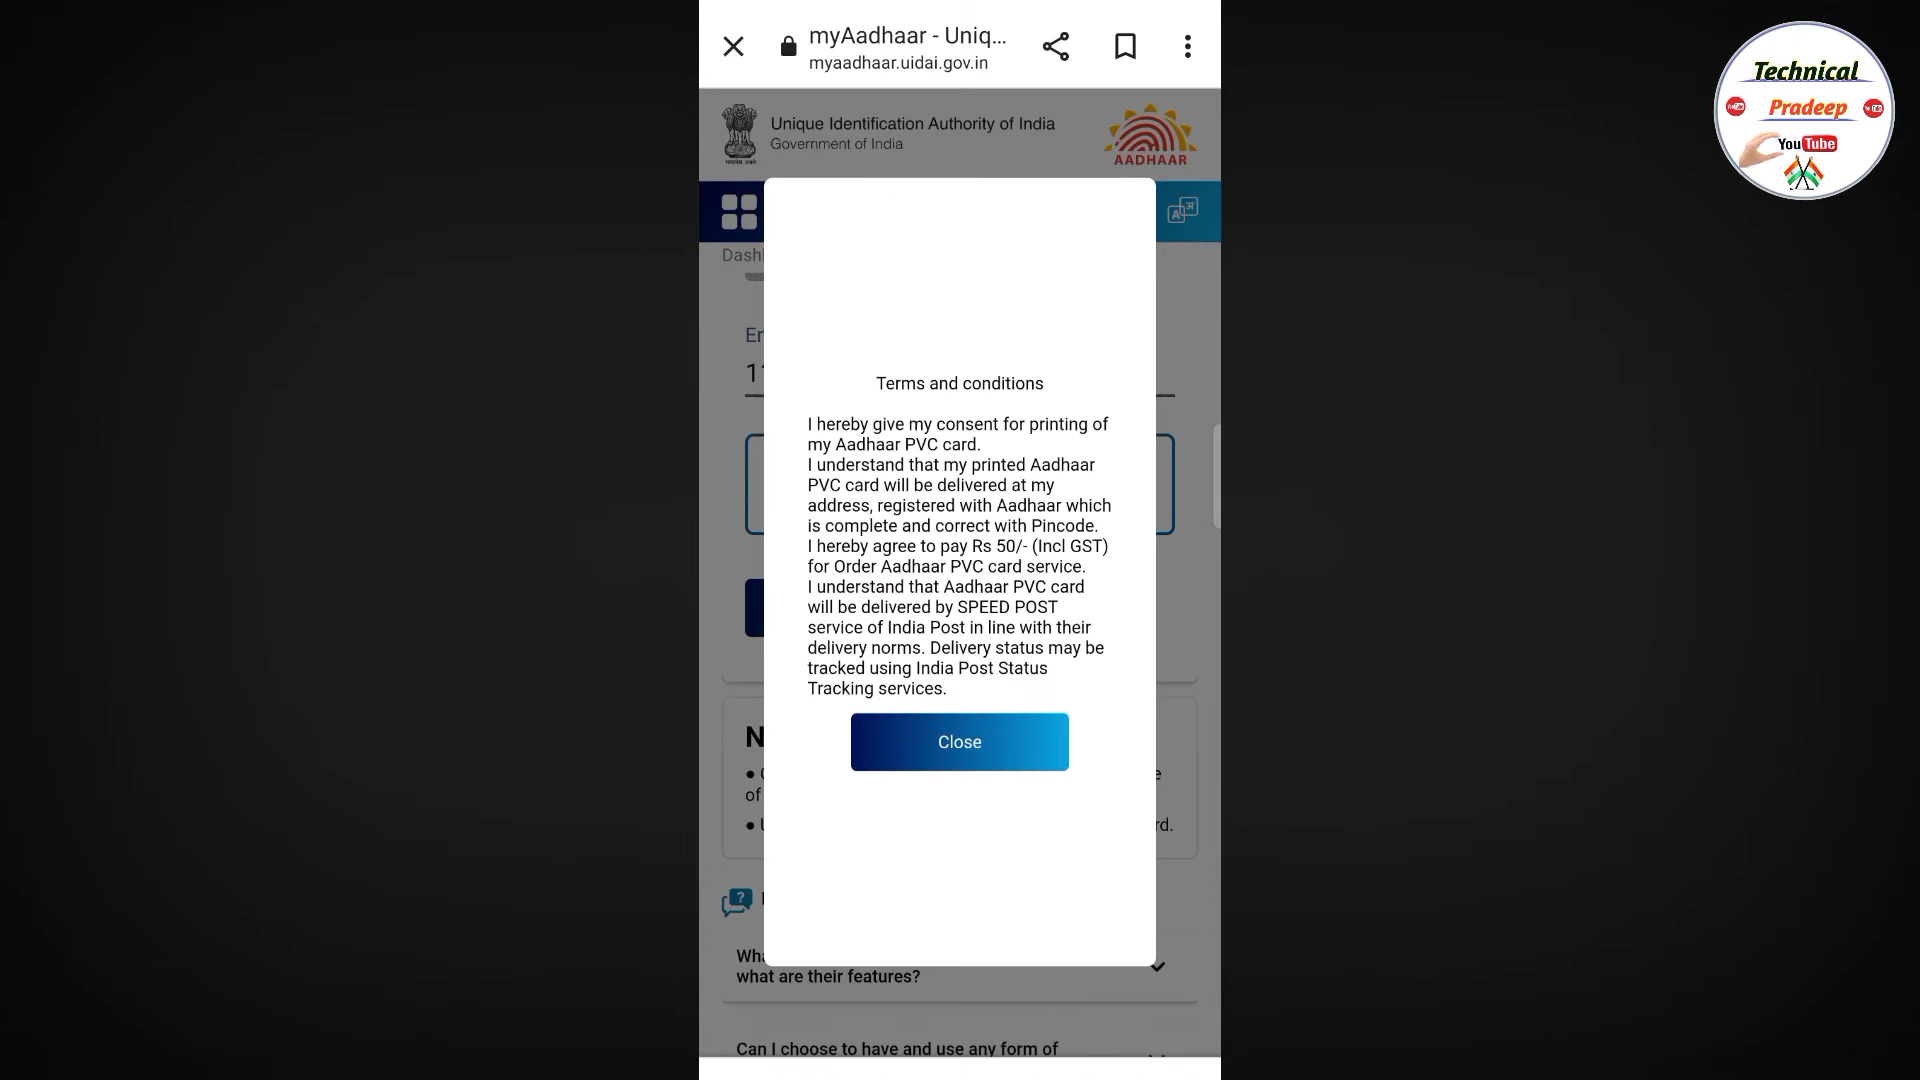 myAadhaar - Uniq...
myaadhaar.uidai.gov.in
Technical
Pradeep
YouTube
Unique Identification Authority of India
Government of India
AADHAAR
A अ
Dash
En
Terms and conditions
I hereby give my consent for printing of
my Aadhaar PVC card.
I understand that my printed Aadhaar
PVC card will be delivered at my
address, registered with Aadhaar which
is complete and correct with Pincode.
I hereby agree to pay Rs 50/- (Incl GST)
for Order Aadhaar PVC card service.
I understand that Aadhaar PVC card
will be delivered by SPEED POST
service of India Post in line with their
delivery norms. Delivery status may be
tracked using India Post Status
Tracking services.
Close
of
rd.
what are their features?
Can I choose to have and use any form of